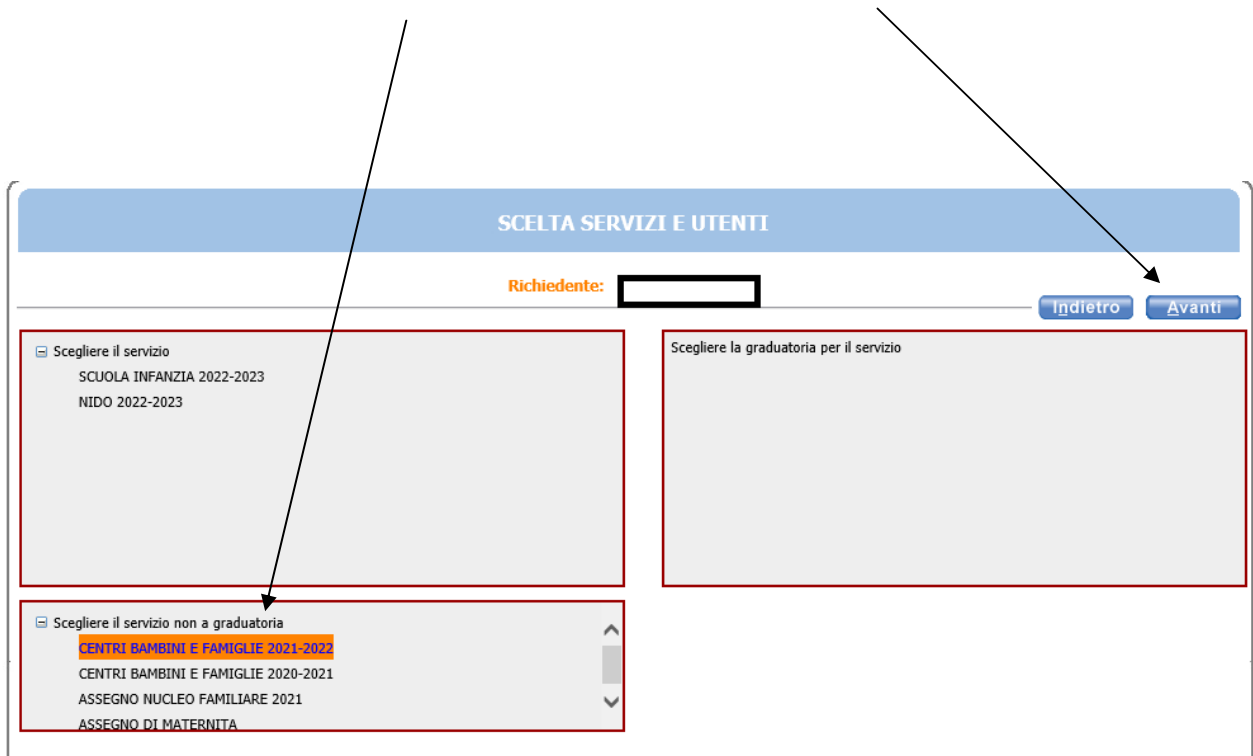 SCELTA SERVIZI E UTENTI
Richiedente:
Indietro
Avanti
Scegliere il servizio
SCUOLA INFANZIA 2022-2023
NIDO 2022-2023
Scegliere la graduatoria per il servizio
Scegliere il servizio non a graduatoria
CENTRI BAMBINI E FAMIGLIE 2021-2022
CENTRI BAMBINI E FAMIGLIE 2020-2021
ASSEGNO NUCLEO FAMILIARE 2021
ASSEGNO DI MATERNITA